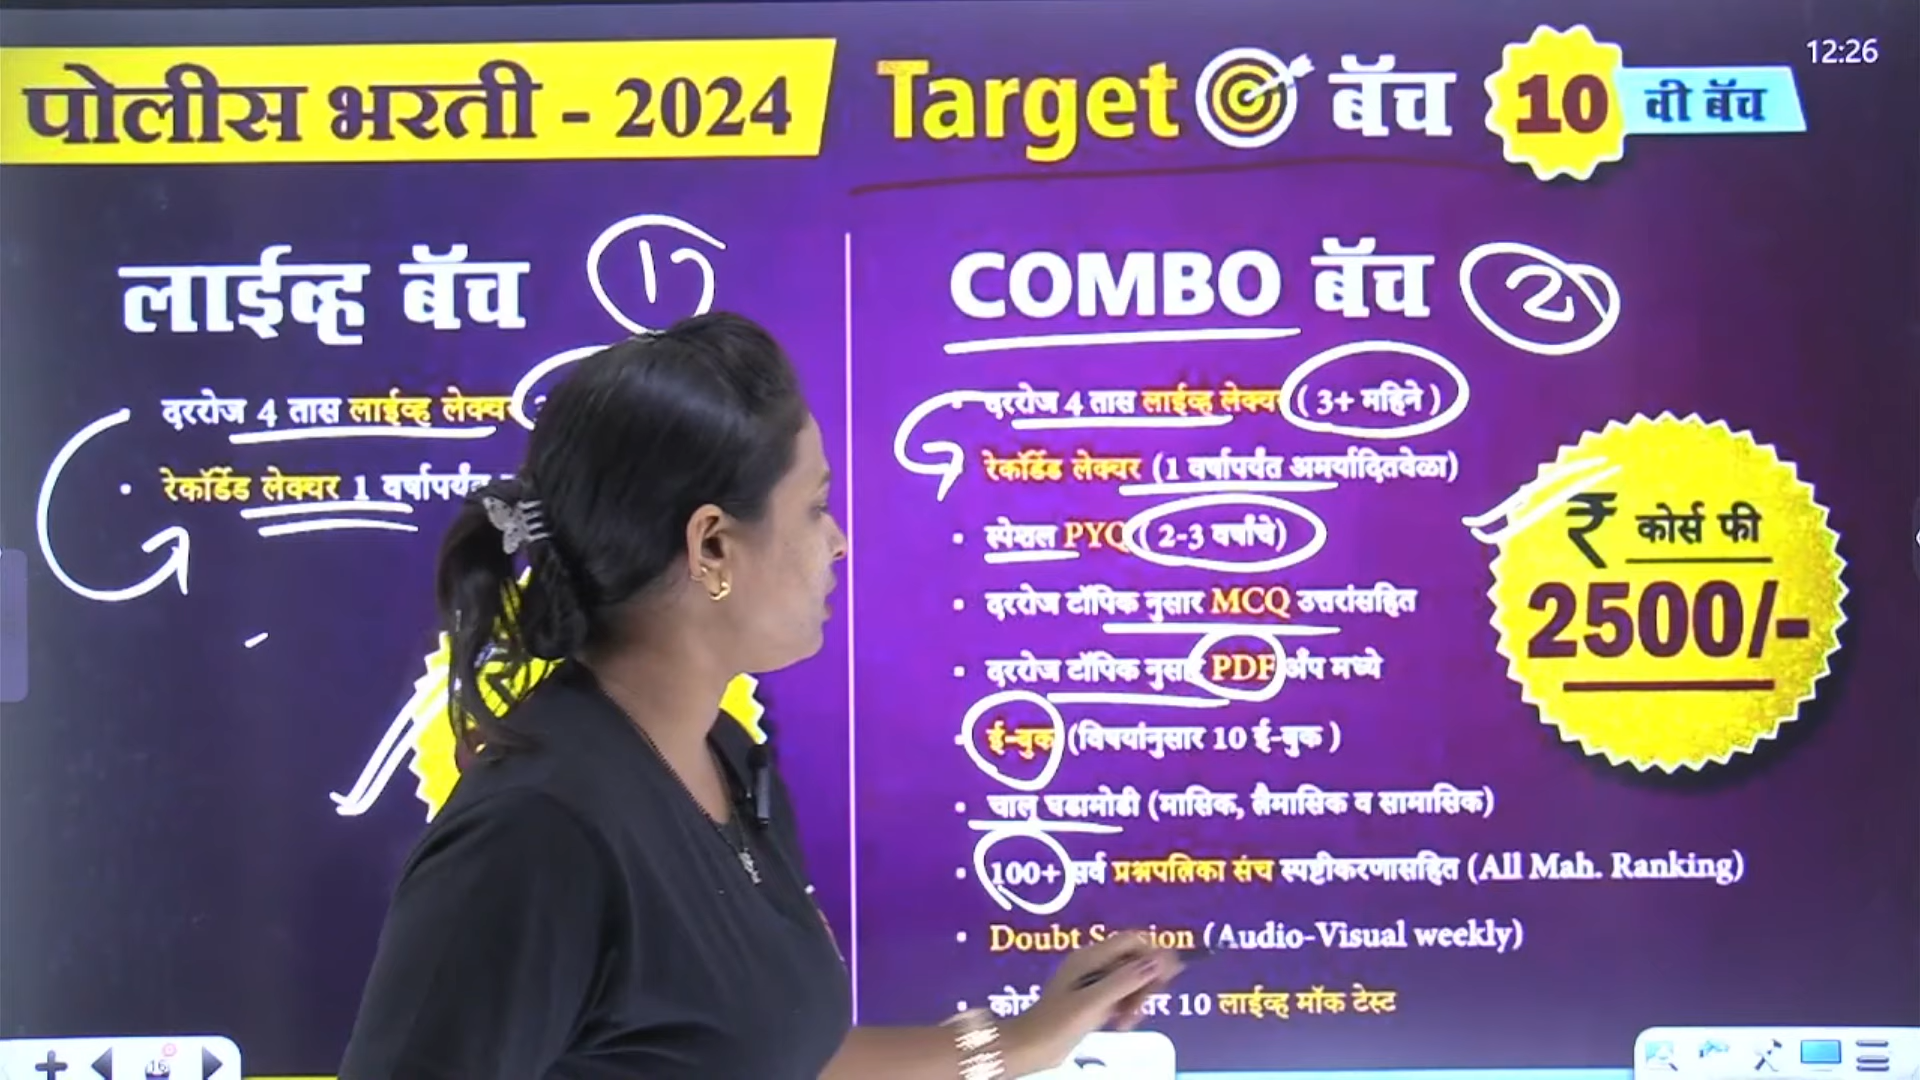 पोलीस भरती - 2024
Target बॅच 10 वी बॅच
12:26
लाईव्ह बॅच 1
दररोज 4 तास लाईव्ह लेक्चर
रेकॉर्डेड लेक्चर 1 वर्षापर्यंत
COMBO बॅच 2
दररोज 4 तास लाईव्ह लेक्चर ( 3+ महिने )
रेकॉर्डेड लेक्चर (1 वर्षापर्यंत अमर्यादितवेळा)
स्पेशल PYQ ( 2-3 वर्षांचे)
दररोज टॉपिक नुसार MCQ उत्तरांसहित
दररोज टॉपिक नुसार PDF अँप मध्ये
ई-बुक (विषयांनुसार 10 ई-बुक )
चालू घडामोडी (मासिक, त्रैमासिक व सामासिक)
100+ सर्व प्रश्नपत्रिका संच स्पष्टीकरणासहित (All Mah. Ranking)
Doubt Session (Audio-Visual weekly)
10 लाईव्ह मॉक टेस्ट
₹ कोर्स फी
2500/-
16